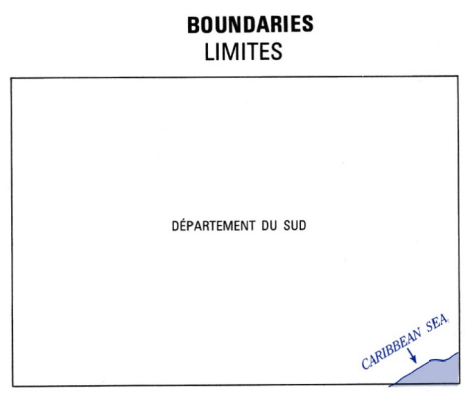 BOUNDARIES
LIMITES
DÉPARTEMENT DU SUD
CARIBBEAN SEA